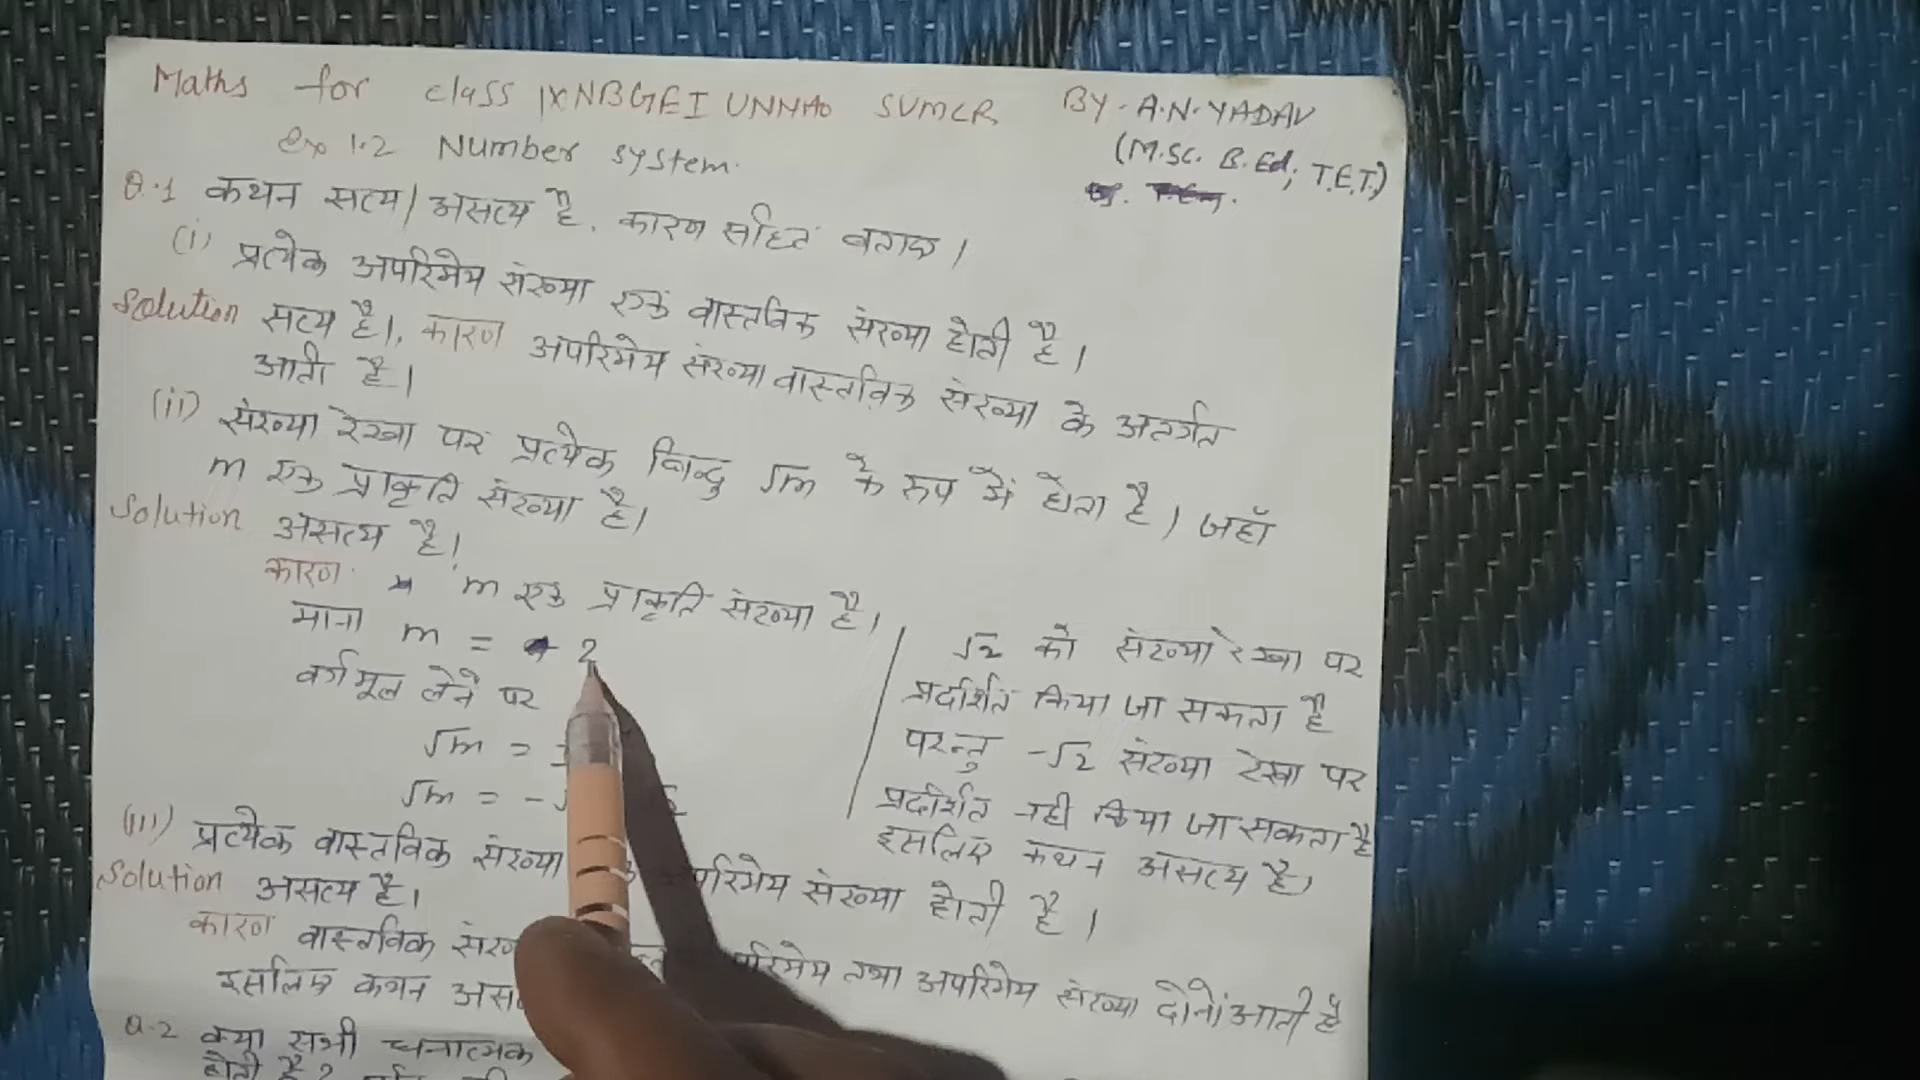 Maths for class IX NBGEI UNNAO SVMCR BY- A.N. YADAV
(M.Sc. B.Ed; T.E.T.)
ex 1.2 Number system.
Q.1 कथन सत्य/असत्य है. कारण सहित बताए।
(i) प्रत्येक अपरिमेय संख्या एक वास्तविक संख्या होती है।
Solution सत्य है। कारण अपरिमेय संख्या वास्तविक संख्या के अतर्गत
आती है।
(ii) संख्या रेखा पर प्रत्येक बिन्दु √m के रूप में होता है। जहाँ
m एक प्राकृति संख्या है।
Solution असत्य है।
कारण m एक प्राकृति संख्या है।
माना m = 2
वर्गमूल लेने पर
√m =
√m = -
√2 को संख्या रेखा पर
प्रदर्शित किया जा सकता है
परन्तु -√2 संख्या रेखा पर
प्रदर्शित नही किया जा सकता है
इसलिए कथन असत्य है।
(iii) प्रत्येक वास्तविक संख्या अपरिमेय संख्या होती है।
Solution असत्य है।
कारण वास्तविक तथा अपरिमेय संख्या दोनों आती है
इसलिए कथन
Q.2 क्या सभी धनात्मक
होती है?